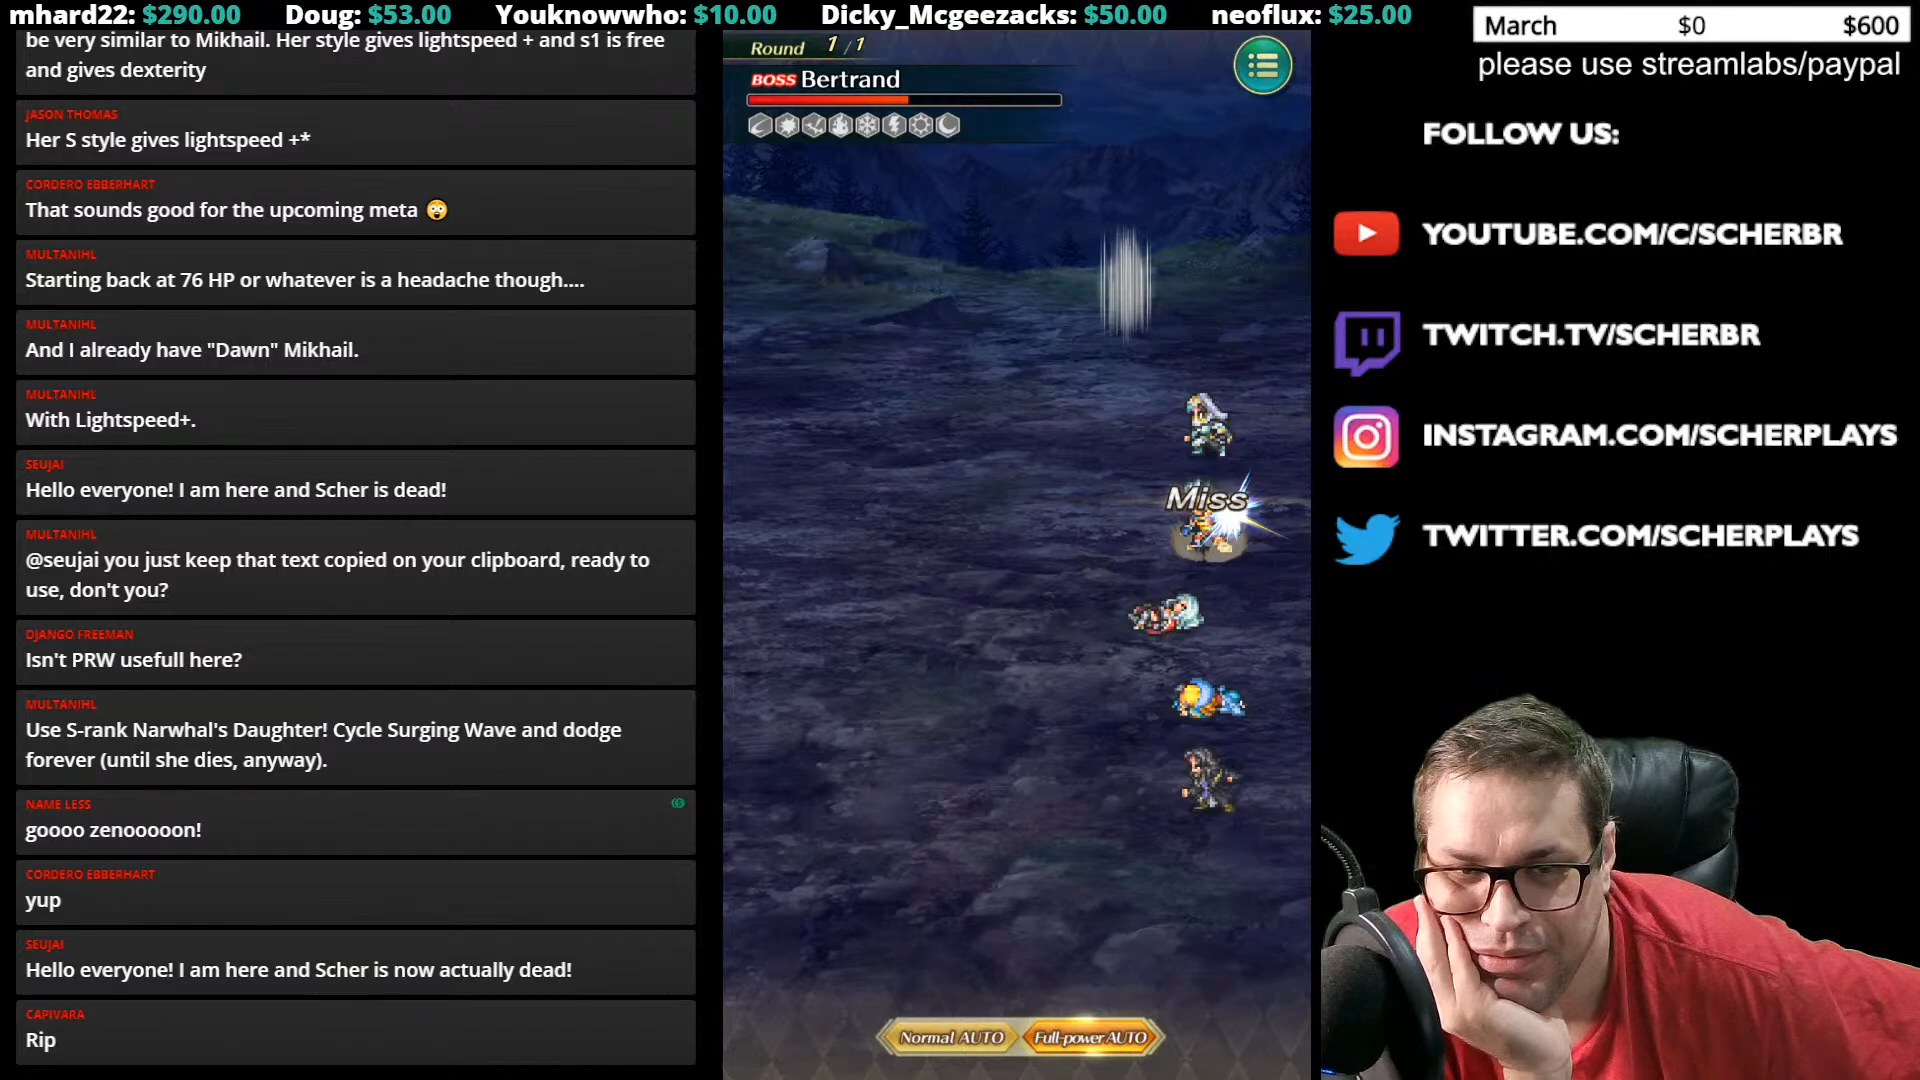 mhard22: $290.00 Doug: $53.00 Youknowwho: $10.00 Dicky_Mcgeezacks: $50.00 neoflux: $25.00
be very similar to Mikhail. Her style gives lightspeed + and s1 is free
and gives dexterity
JASON THOMAS
Her S style gives lightspeed +*
CORDERO EBBERHART
That sounds good for the upcoming meta 😳
MULTANIHL
Starting back at 76 HP or whatever is a headache though....
MULTANIHL
And I already have "Dawn" Mikhail.
MULTANIHL
With Lightspeed+.
SEUJAI
Hello everyone! I am here and Scher is dead!
MULTANIHL
@seujai you just keep that text copied on your clipboard, ready to
use, don't you?
DJANGO FREEMAN
Isn't PRW usefull here?
MULTANIHL
Use S-rank Narwhal's Daughter! Cycle Surging Wave and dodge
forever (until she dies, anyway).
NAME LESS
goooo zenooooon!
CORDERO EBBERHART
yup
SEUJAI
Hello everyone! I am here and Scher is now actually dead!
CAPIVARA
Rip
Round 1/1
BOSS Bertrand
Miss
Normal AUTO
Full-power AUTO
March $0 $600
please use streamlabs/paypal
FOLLOW US:
YOUTUBE.COM/C/SCHERBR
TWITCH.TV/SCHERBR
INSTAGRAM.COM/SCHERPLAYS
TWITTER.COM/SCHERPLAYS